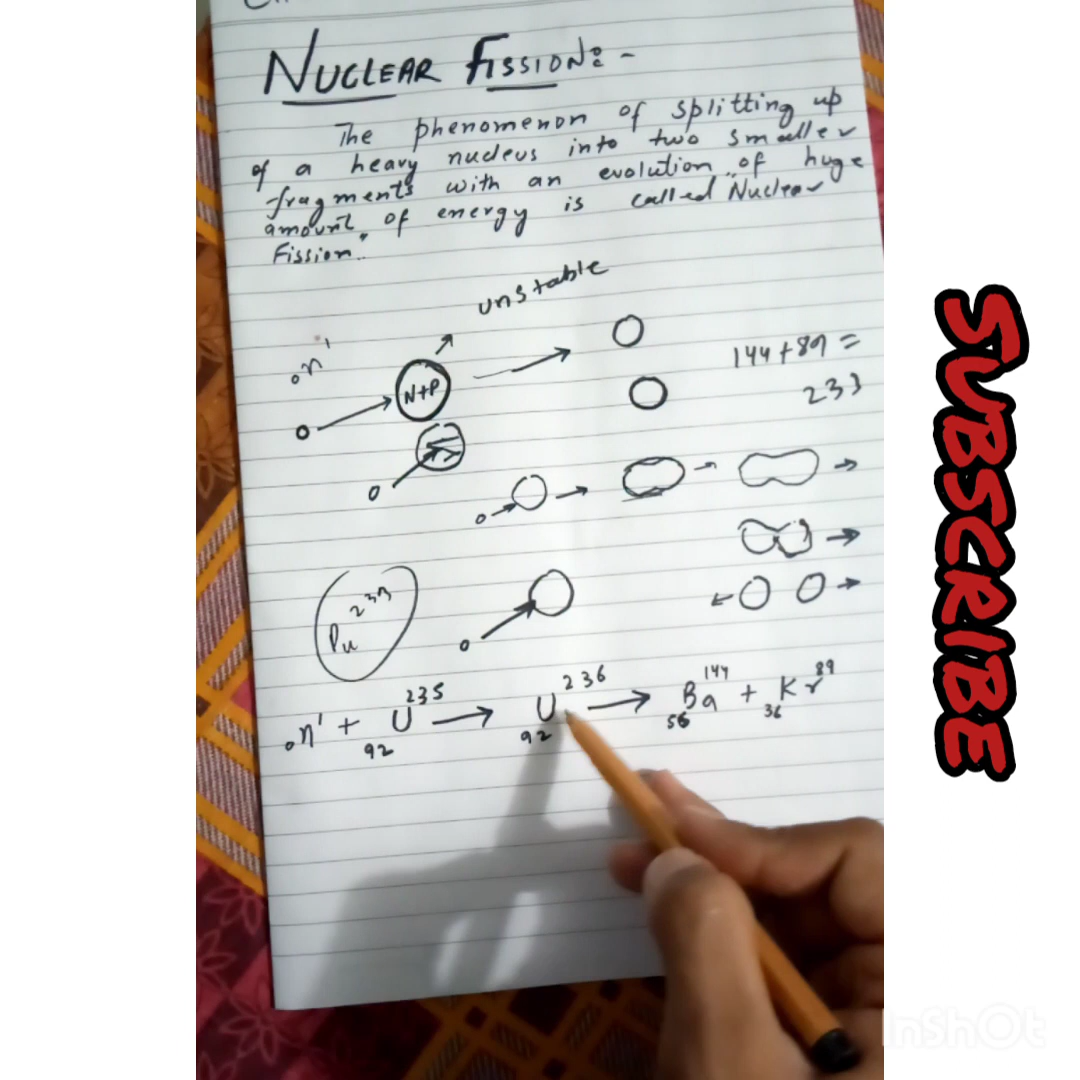 NUCLEAR FISSION:-
The phenomenon of splitting up
of a heavy nucleus into two smaller
fragments with an evolution of huge
amount of energy is called Nuclear
Fission.
unstable
₀n¹
N+P
144+89=
233
Pu²³⁹
₀n¹ + ₉₂U²³⁵ → ₉₂U²³⁶ → ₅₆Ba¹⁴⁴ + ₃₆Kr⁸⁹
SUBSCRIBE
InShOt